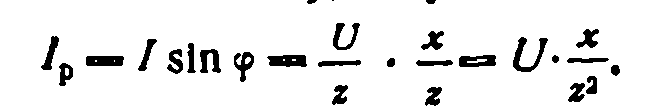 I_p = I sin φ = U/z · x/z = U · x/z².